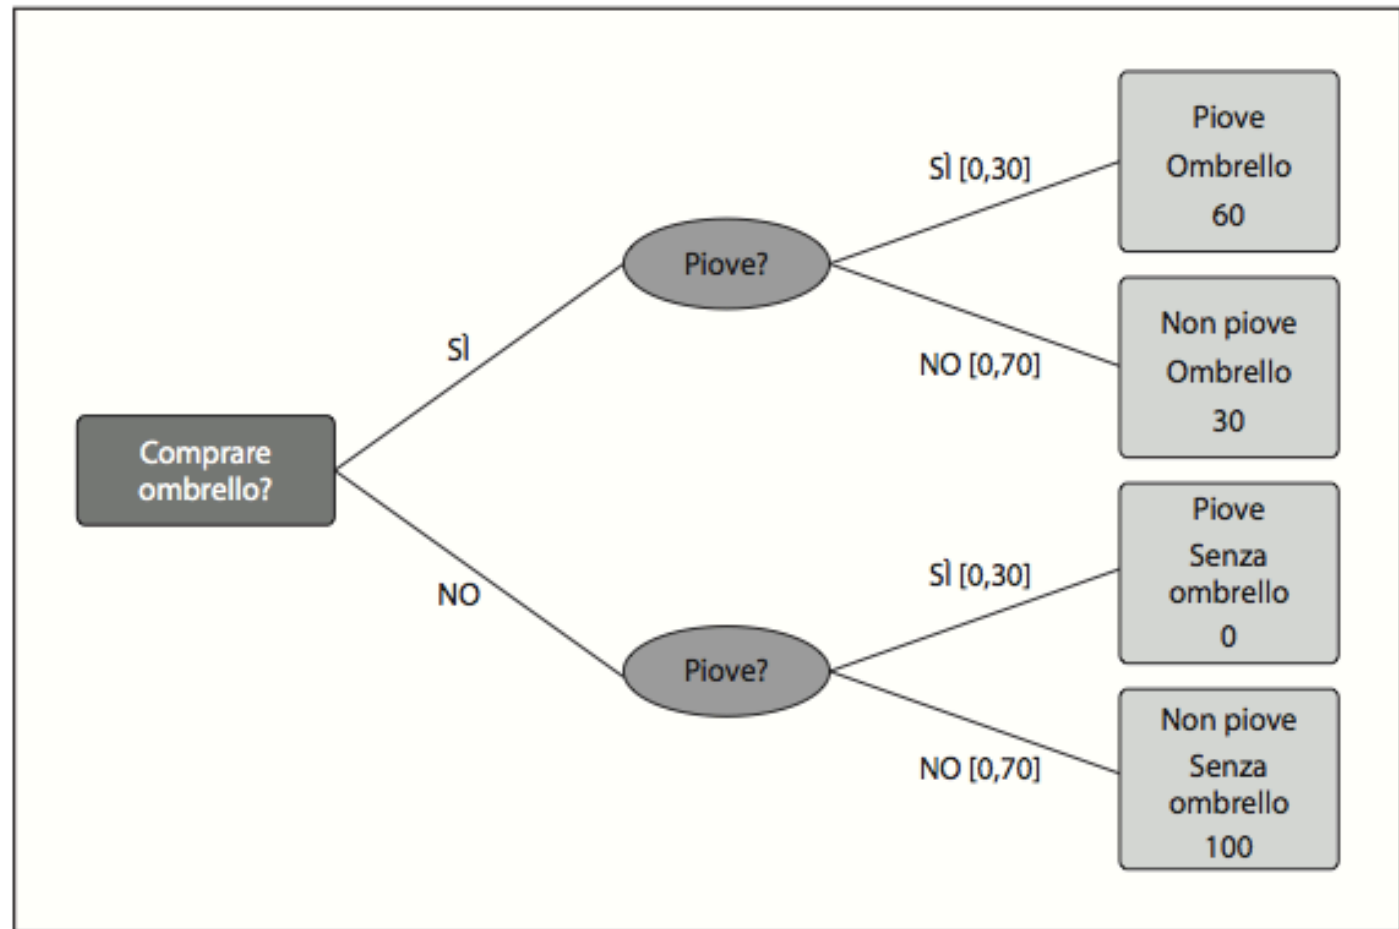 Comprare
ombrello?
SÌ
NO
Piove?
SÌ [0,30]
NO [0,70]
Piove
Ombrello
60
Non piove
Ombrello
30
Piove?
SÌ [0,30]
NO [0,70]
Piove
Senza
ombrello
0
Non piove
Senza
ombrello
100